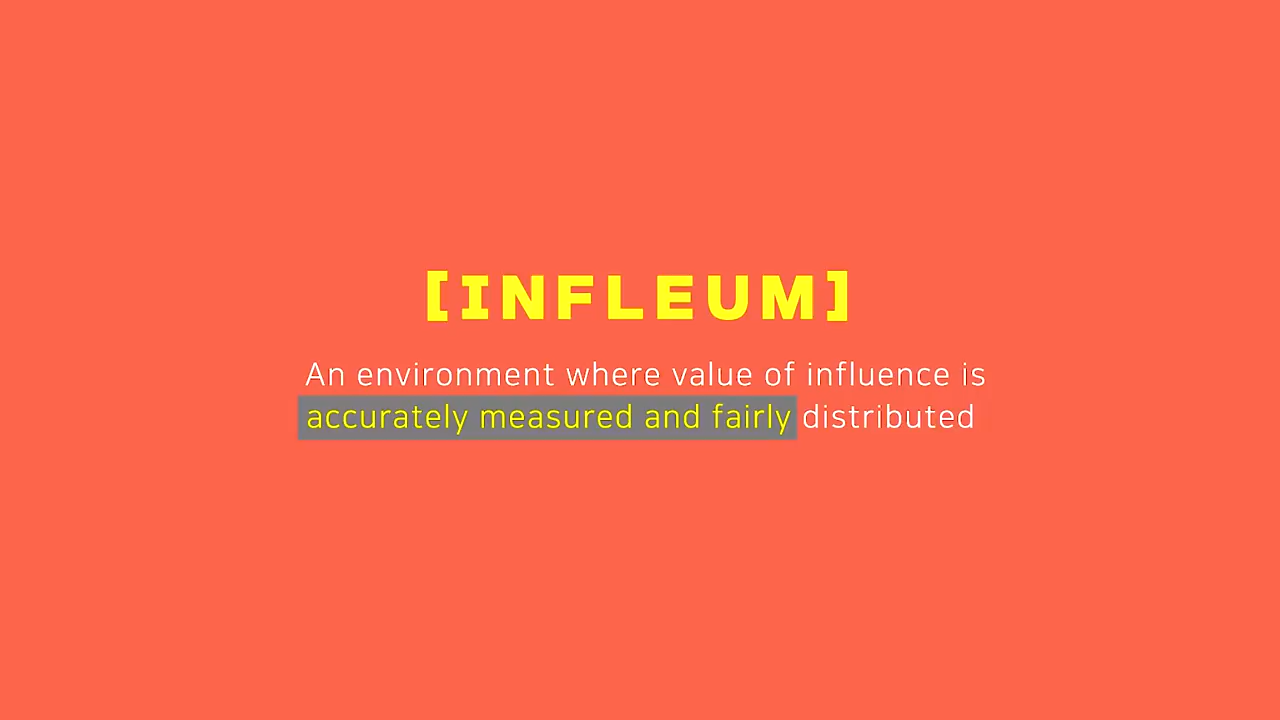 [INFLEUM]
An environment where value of influence is
accurately measured and fairly distributed